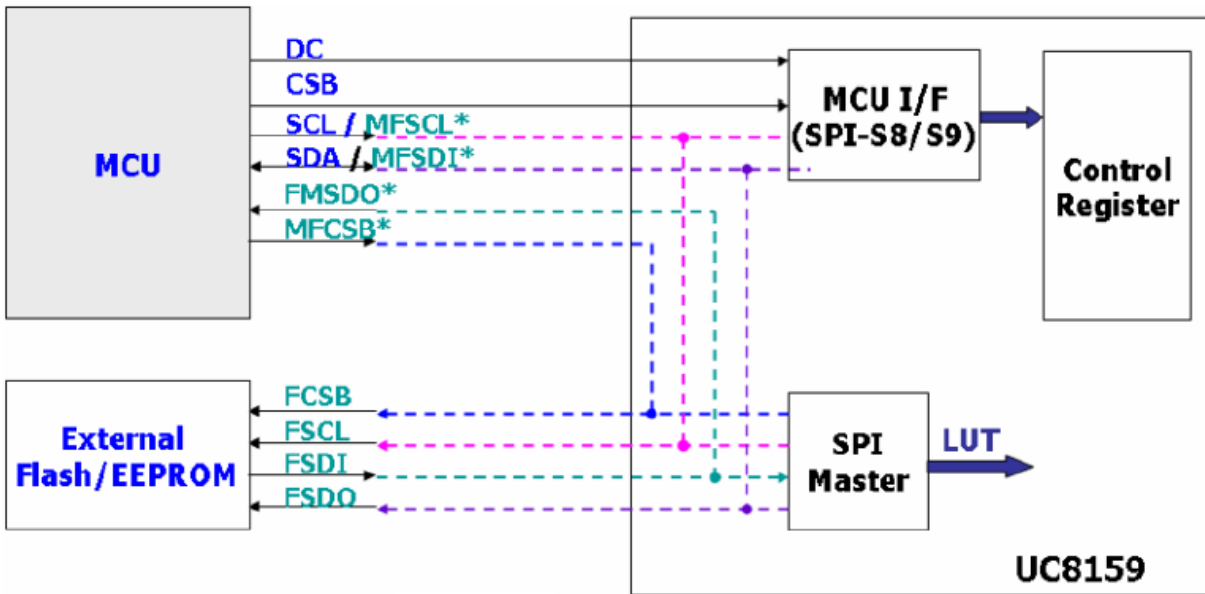 DC
CSB
SCL / MFSCL*
SDA / MFSDI*
FMSDO*
MFCSB*
MCU
MCU I/F
(SPI-S8/S9)
Control
Register
External
Flash/EEPROM
FCSB
FSCL
FSDI
FSDO
SPI
Master
LUT
UC8159